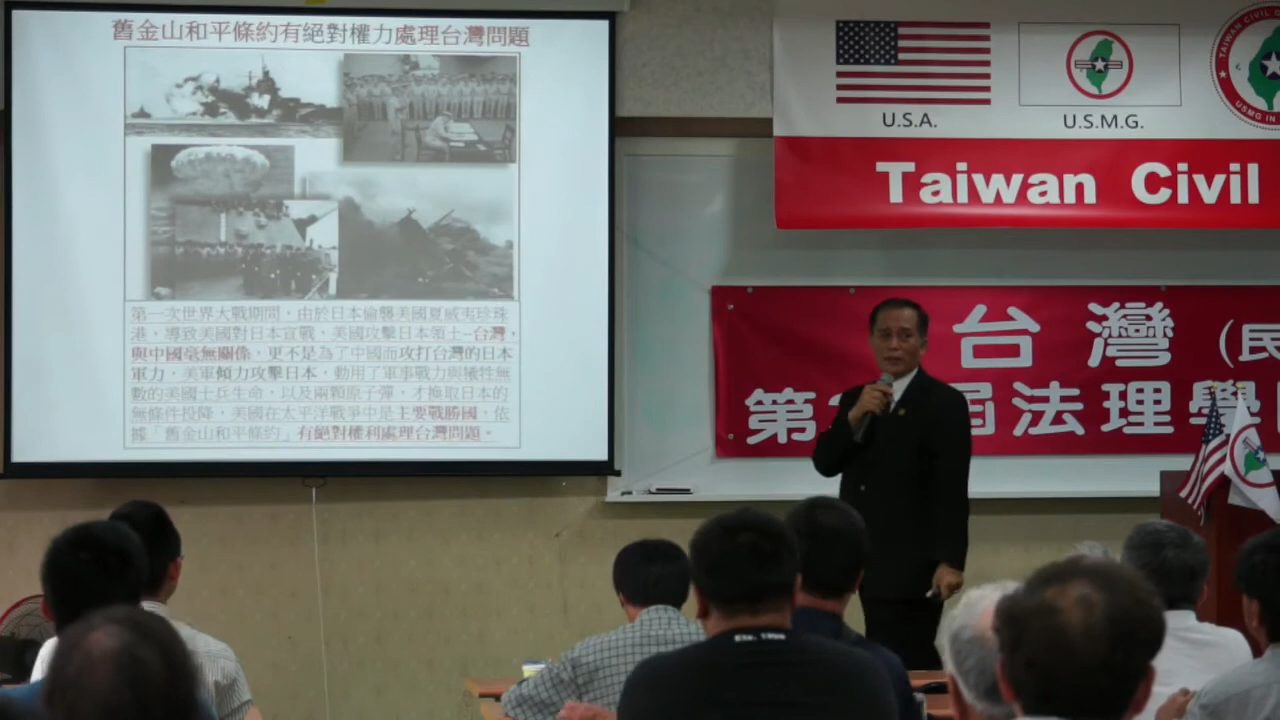 舊金山和平條約有絕對權力處理台灣問題
第一次世界大戰期間，由於日本偷襲美國夏威夷珍珠
港，導致美國對日本宣戰，美國攻擊日本領土--台灣，
與中國毫無關係，更不是為了中國而攻打台灣的日本
軍力，美軍傾力攻擊日本，動用了軍事戰力與犧牲無
數的美國士兵生命，以及兩顆原子彈，才換取日本的
無條件投降，美國在太平洋戰爭中是主要戰勝國，依
據「舊金山和平條約」有絕對權利處理台灣問題。
U.S.A.
U.S.M.G.
TAIWAN CIVIL
USMG IN
Taiwan Civil
台灣（民
第 屆法理學